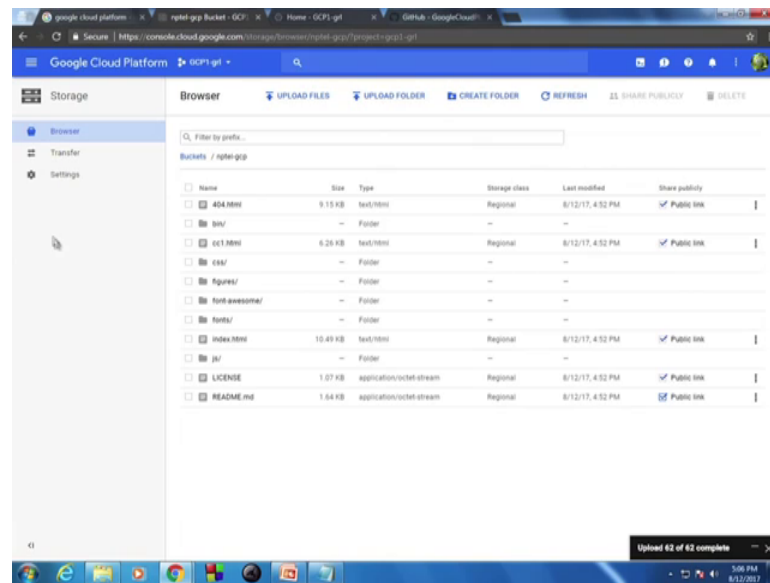 google cloud platform nptel-grp Bucket - GCP1 Home - GCP1-grl GitHub - GoogleCloudP
Secure | https://console.cloud.google.com/storage/browser/nptel-gcp/?project=gcp1-grl
Google Cloud Platform GCP1-grl
Storage Browser UPLOAD FILES UPLOAD FOLDER CREATE FOLDER REFRESH SHARE PUBLICLY DELETE
Browser
Transfer
Settings
Filter by prefix...
Buckets / nptel-gcp
Name Size Type Storage class Last modified Share publicly
404.html 9.15 KB text/html Regional 8/12/17, 4:52 PM Public link
bin/ – Folder – –
cc1.html 6.26 KB text/html Regional 8/12/17, 4:52 PM Public link
css/ – Folder – –
figures/ – Folder – –
font-awesome/ – Folder – –
fonts/ – Folder – –
index.html 10.49 KB text/html Regional 8/12/17, 4:52 PM Public link
js/ – Folder – –
LICENSE 1.07 KB application/octet-stream Regional 8/12/17, 4:52 PM Public link
README.md 1.64 KB application/octet-stream Regional 8/12/17, 4:52 PM Public link
Upload 62 of 62 complete
5:06 PM
8/12/2017